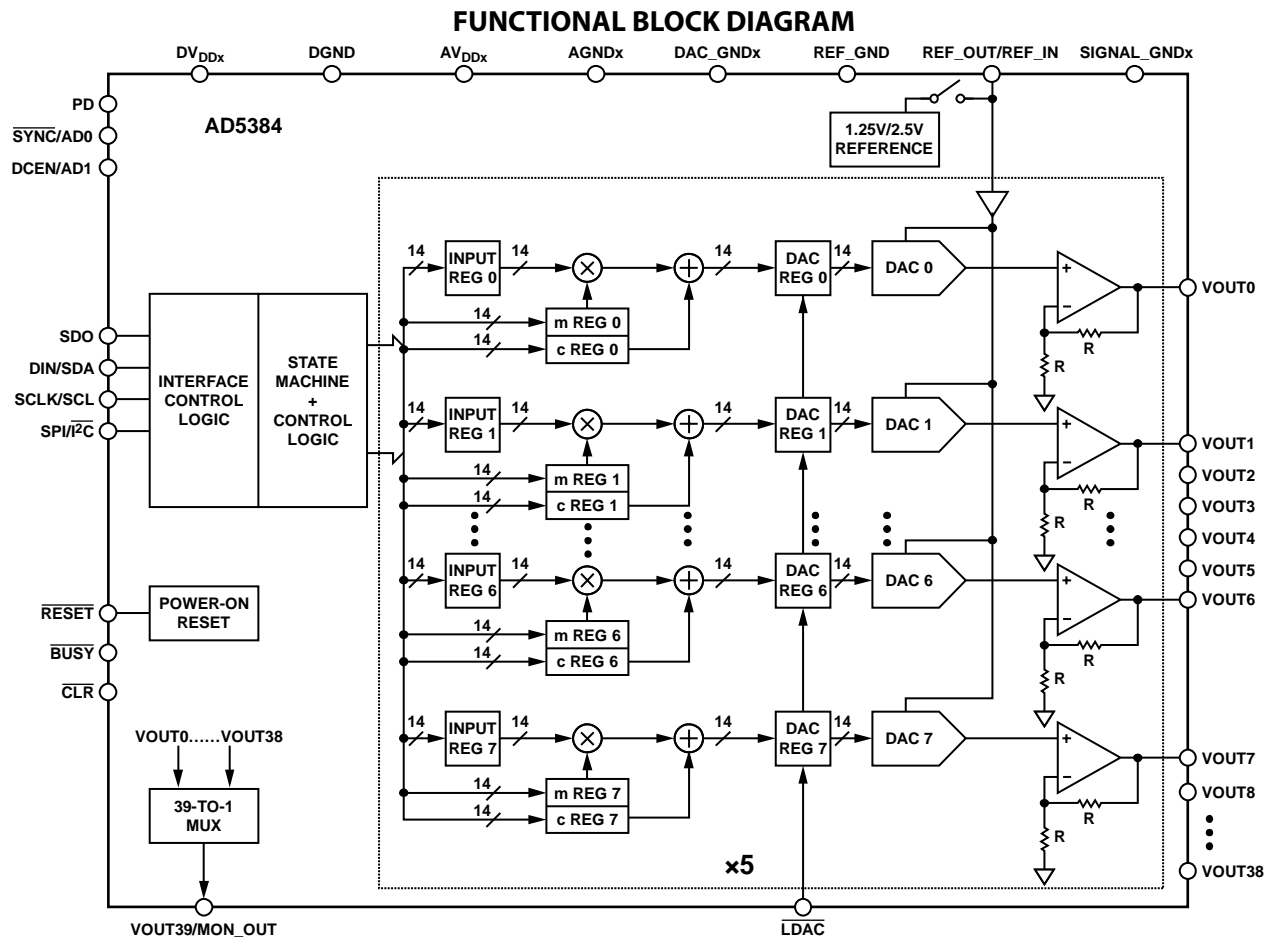 FUNCTIONAL BLOCK DIAGRAM
DVDDx
DGND
AVDDx
AGNDx
DAC_GNDx
REF_GND
REF_OUT/REF_IN
SIGNAL_GNDx
PD
SYNC/AD0
DCEN/AD1
AD5384
1.25V/2.5V
REFERENCE
14
INPUT
REG 0
14
×
+
14
DAC
REG 0
14
DAC 0
+
–
R
R
VOUT0
14
m REG 0
14
c REG 0
SDO
DIN/SDA
SCLK/SCL
SPI/I²C
INTERFACE
CONTROL
LOGIC
STATE
MACHINE
+
CONTROL
LOGIC
14
INPUT
REG 1
14
×
+
14
DAC
REG 1
14
DAC 1
+
–
R
R
VOUT1
VOUT2
VOUT3
VOUT4
VOUT5
14
m REG 1
14
c REG 1
14
INPUT
REG 6
14
×
+
14
DAC
REG 6
14
DAC 6
+
–
R
R
VOUT6
14
m REG 6
14
c REG 6
RESET
POWER-ON
RESET
BUSY
CLR
14
INPUT
REG 7
14
×
+
14
DAC
REG 7
14
DAC 7
+
–
R
R
VOUT7
VOUT8
VOUT38
14
m REG 7
14
c REG 7
VOUT0......VOUT38
39-TO-1
MUX
×5
VOUT39/MON_OUT
LDAC